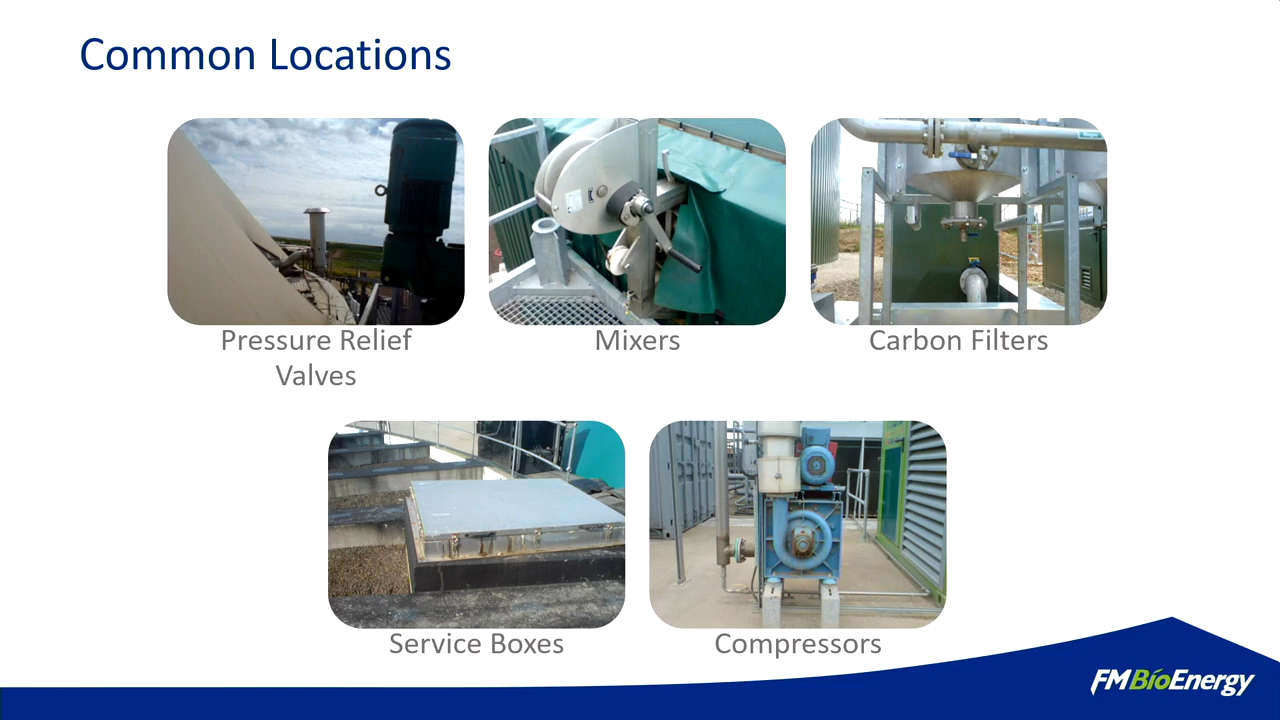 Common Locations
Pressure Relief
Valves
Mixers
Carbon Filters
Service Boxes
Compressors
FMBioEnergy